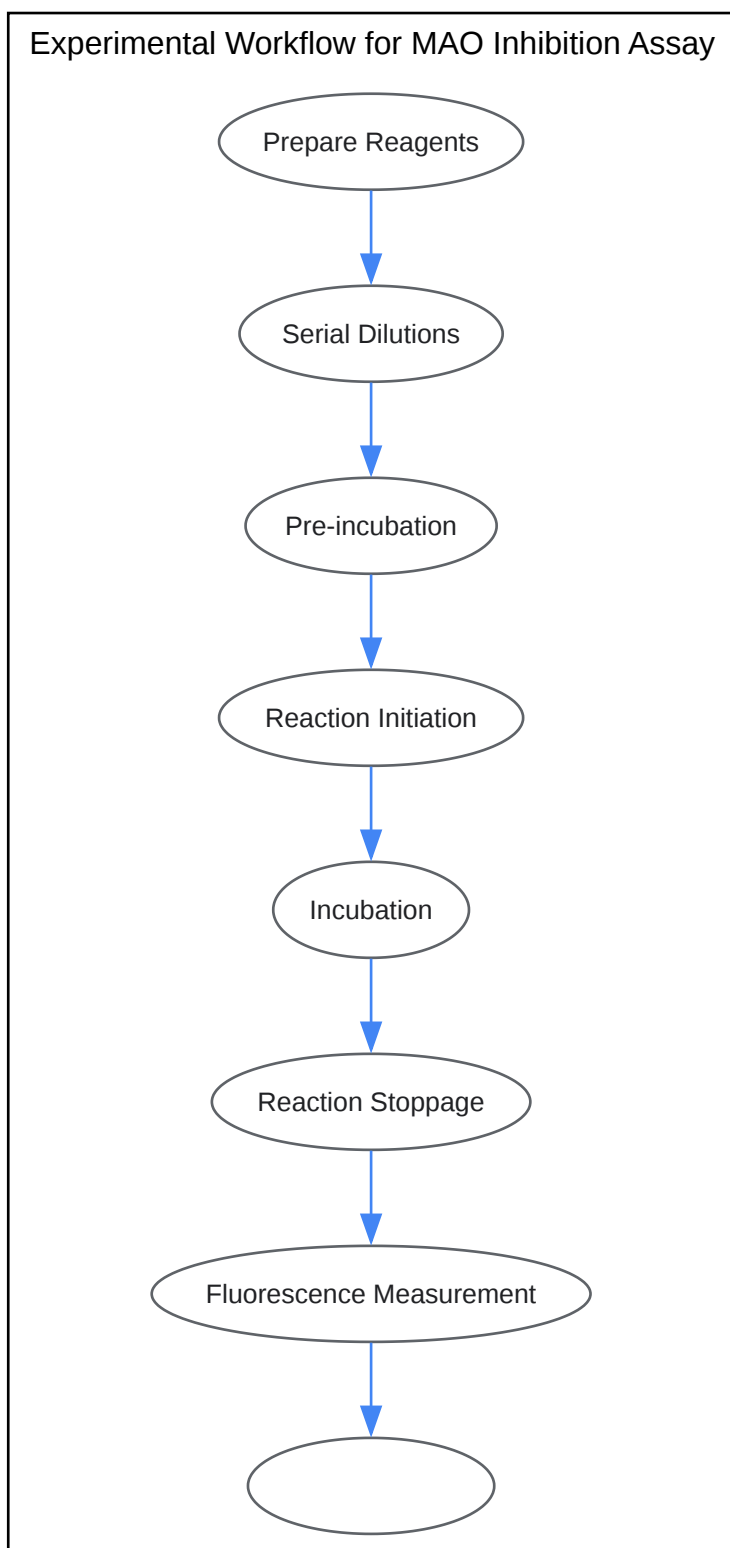 Experimental Workflow for MAO Inhibition Assay
Prepare Reagents
Serial Dilutions
Pre-incubation
Reaction Initiation
Incubation
Reaction Stoppage
Fluorescence Measurement